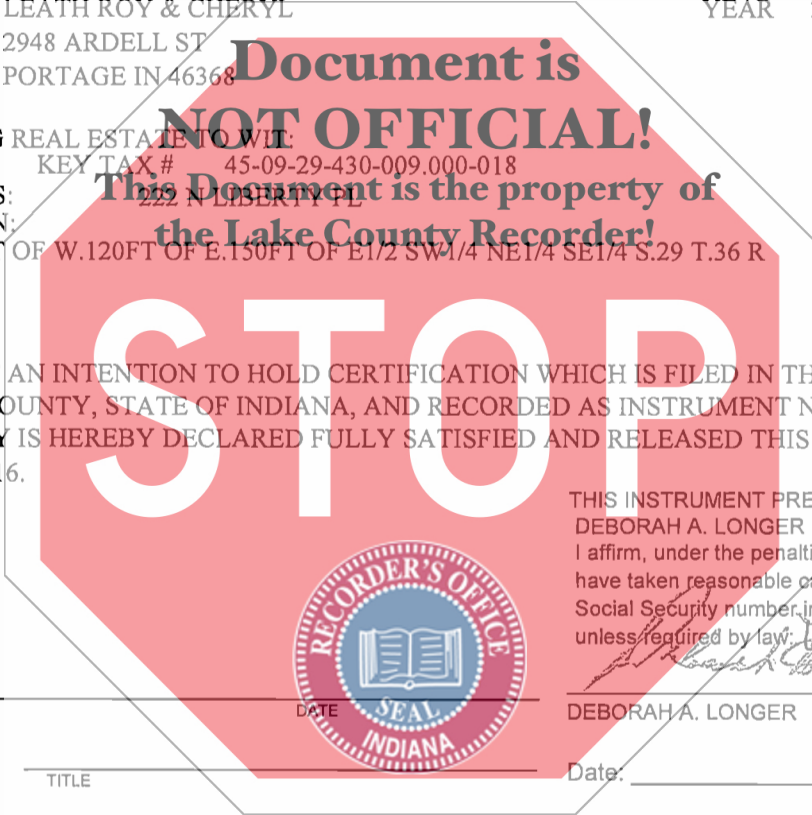 LEATH ROY & CHERYL YEAR
2948 ARDELL ST
PORTAGE IN 46368
Document is
NOT OFFICIAL!
REAL ESTATE TO WIT:
KEY TAX # 45-09-29-430-009.000-018
This Document is the property of
S: 222 N LIBERTY PL
N:
the Lake County Recorder!
OF W.120FT OF E.150FT OF E1/2 SW1/4 NE1/4 SE1/4 S.29 T.36 R
STOP
AN INTENTION TO HOLD CERTIFICATION WHICH IS FILED IN TH
OUNTY, STATE OF INDIANA, AND RECORDED AS INSTRUMENT N
Y IS HEREBY DECLARED FULLY SATISFIED AND RELEASED THIS
6.
THIS INSTRUMENT PRE
DEBORAH A. LONGER
I affirm, under the penalti
have taken reasonable c
Social Security number in
unless required by law:
RECORDER'S OFFICE
SEAL
INDIANA
DATE
DEBORAH A. LONGER
TITLE
Date: